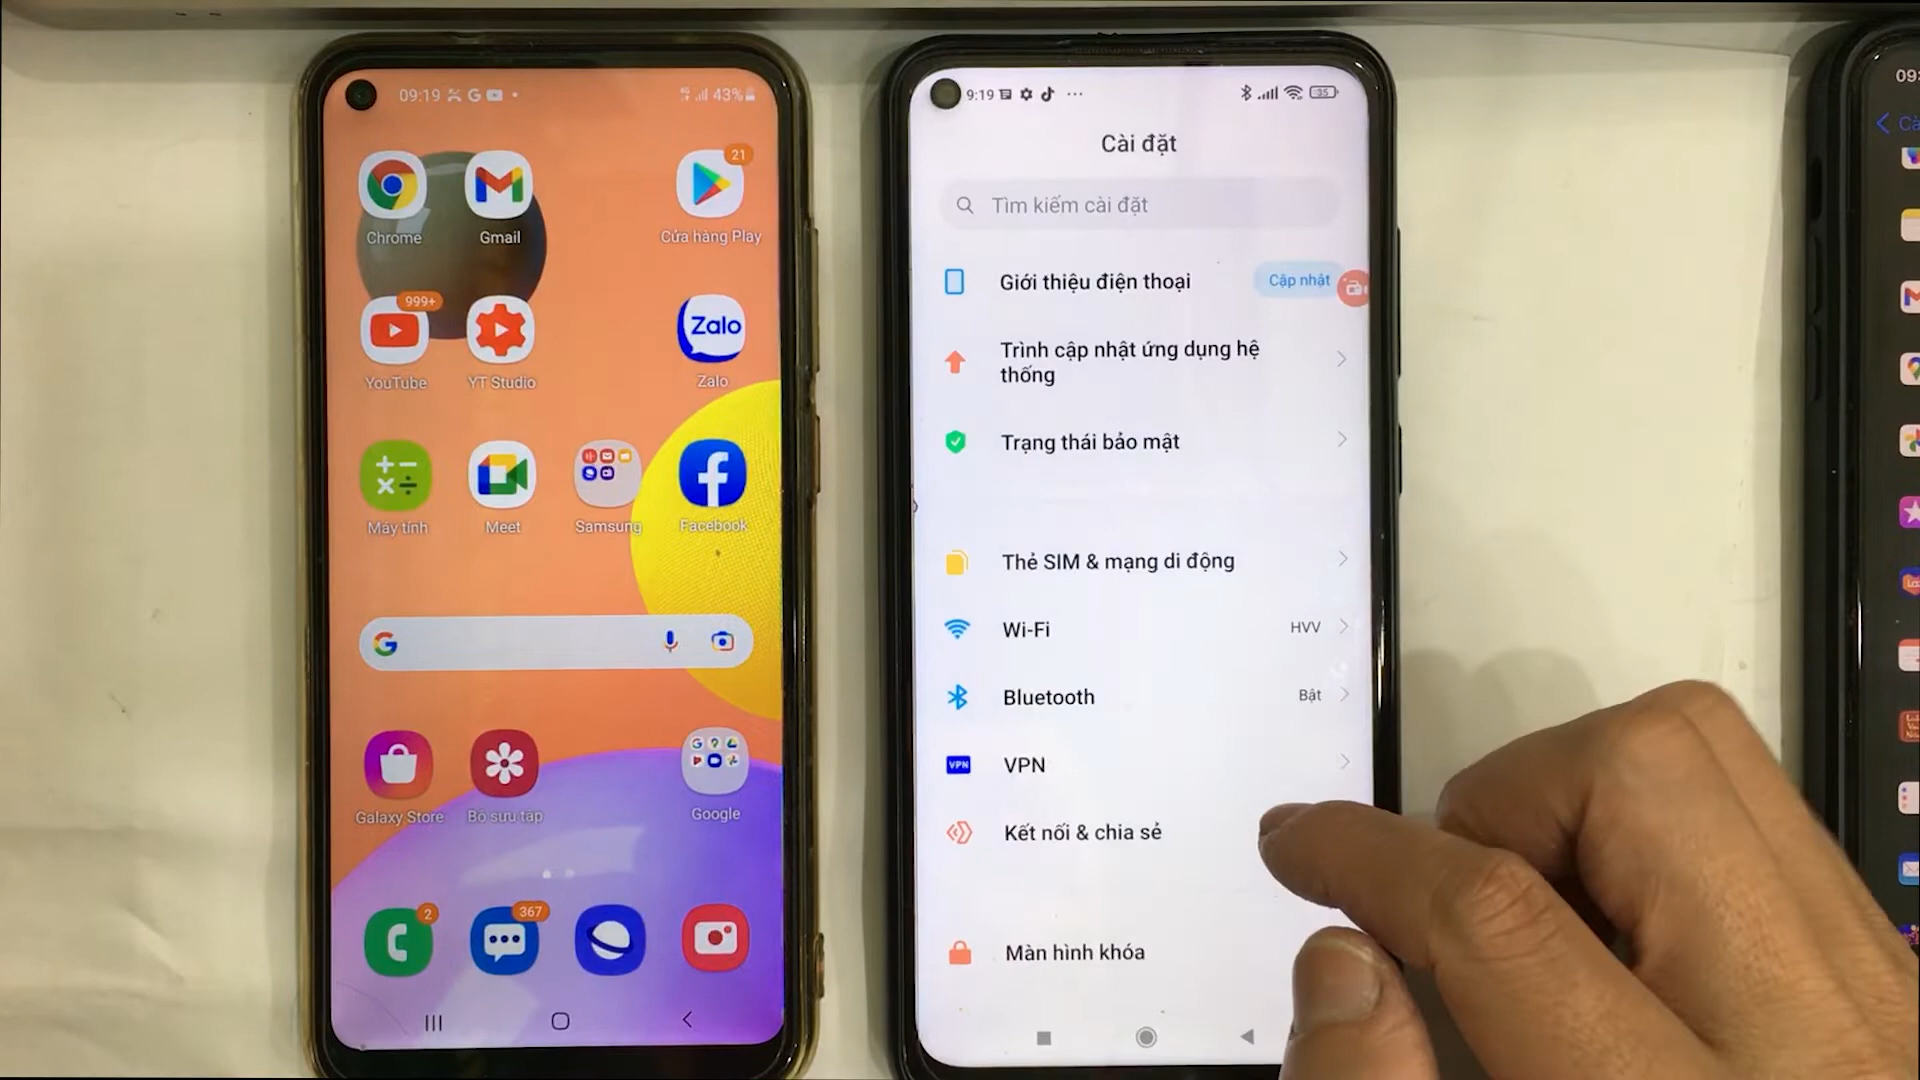 09:19
43%
Chrome
Gmail
21
Cửa hàng Play
999+
YouTube
YT Studio
Zalo
Zalo
Máy tính
Meet
Samsung
Facebook
Galaxy Store
Bộ sưu tập
Google
2
367
9:19
35
Cài đặt
Tìm kiếm cài đặt
Giới thiệu điện thoại
Cập nhật
Trình cập nhật ứng dụng hệ
thống
Trạng thái bảo mật
Thẻ SIM & mạng di động
Wi-Fi
HVV
Bluetooth
Bật
VPN
VPN
Kết nối & chia sẻ
Màn hình khóa
09:
Cà